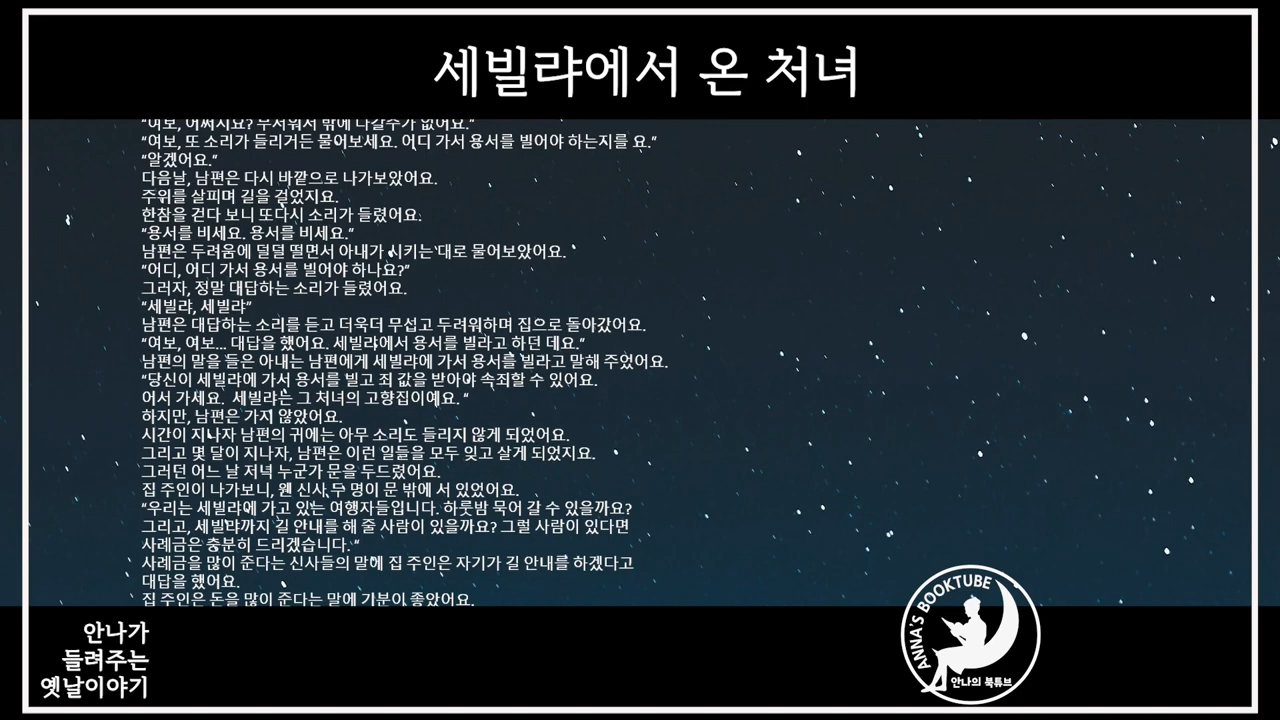 세빌랴에서 온 처녀
“여보, 어쩌지요? 무서워서 밖에 나갈수가 없어요.”
“여보, 또 소리가 들리거든 물어보세요. 어디 가서 용서를 빌어야 하는지를 요.”
“알겠어요.”
다음날, 남편은 다시 바깥으로 나가보았어요.
주위를 살피며 길을 걸었지요.
한참을 걷다 보니 또다시 소리가 들렸어요.
“용서를 비세요. 용서를 비세요.”
남편은 두려움에 덜덜 떨면서 아내가 시키는 대로 물어보았어요.
“어디, 어디 가서 용서를 빌어야 하나요?”
그러자, 정말 대답하는 소리가 들렸어요.
“세빌랴, 세빌랴”
남편은 대답하는 소리를 듣고 더욱더 무섭고 두려워하며 집으로 돌아갔어요.
“여보, 여보... 대답을 했어요. 세빌랴에서 용서를 빌라고 하던 데요.”
남편의 말을 들은 아내는 남편에게 세빌랴에 가서 용서를 빌라고 말해 주었어요.
“당신이 세빌랴에 가서 용서를 빌고 죄 값을 받아야 속죄할 수 있어요.
어서 가세요. 세빌랴는 그 처녀의 고향집이예요. “
하지만, 남편은 가지 않았어요.
시간이 지나자 남편의 귀에는 아무 소리도 들리지 않게 되었어요.
그리고 몇 달이 지나자, 남편은 이런 일들을 모두 잊고 살게 되었지요.
그러던 어느 날 저녁 누군가 문을 두드렸어요.
집 주인이 나가보니, 웬 신사 두 명이 문 밖에 서 있었어요.
“우리는 세빌랴에 가고 있는 여행자들입니다. 하룻밤 묵어 갈 수 있을까요?
그리고, 세빌랴까지 길 안내를 해 줄 사람이 있을까요? 그럴 사람이 있다면
사례금은 충분히 드리겠습니다. “
사례금을 많이 준다는 신사들의 말에 집 주인은 자기가 길 안내를 하겠다고
대답을 했어요.
집 주인은 돈을 많이 준다는 말에 기분이 좋았어요.
안나가
들려주는
옛날이야기
ANNA'S BOOKTUBE
안나의 북튜브